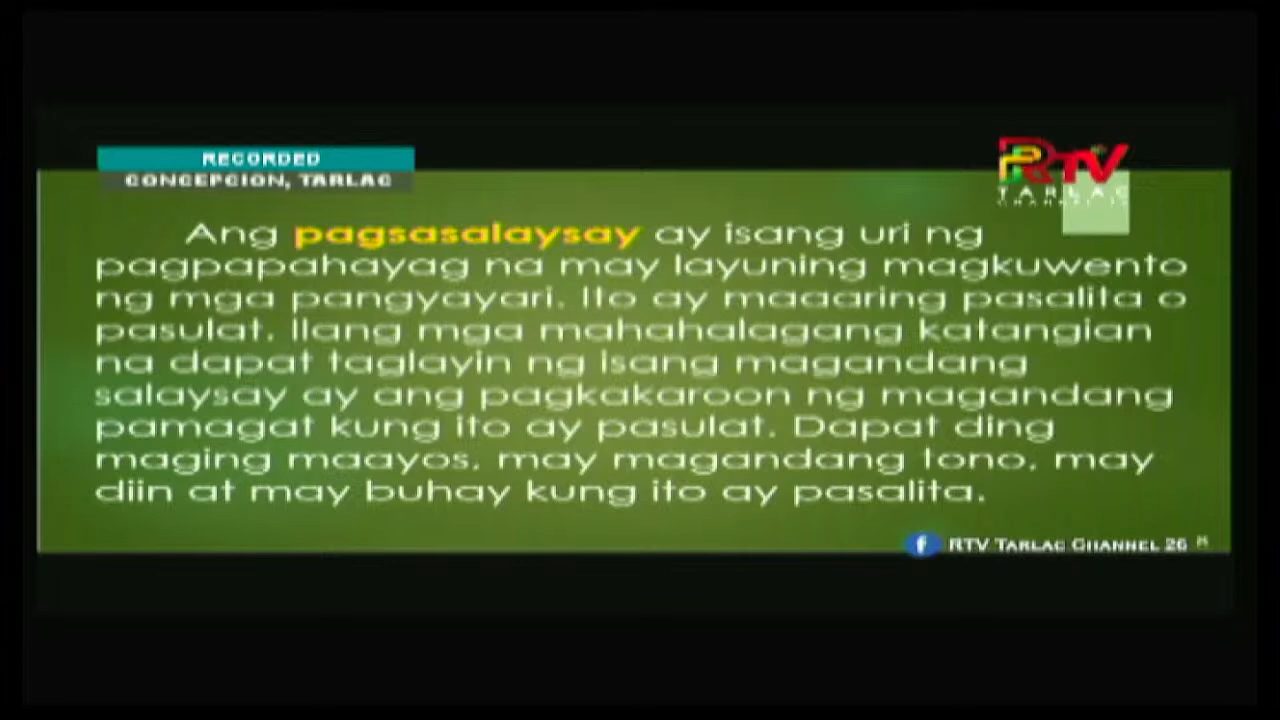 RECORDED
CONCEPCION, TARLAC
RTV
TARLAC
Ang pagsasalaysay ay isang uri ng
pagpapahayag na may layuning magkuwento
ng mga pangyayari. Ito ay maaaring pasalita o
pasulat. Ilang mga mahahalagang katangian
na dapat taglayin ng isang magandang
salaysay ay ang pagkakaroon ng magandang
pamagat kung ito ay pasulat. Dapat ding
maging maayos, may magandang tono, may
diin at may buhay kung ito ay pasalita.
RTV TARLAC CHANNEL 26